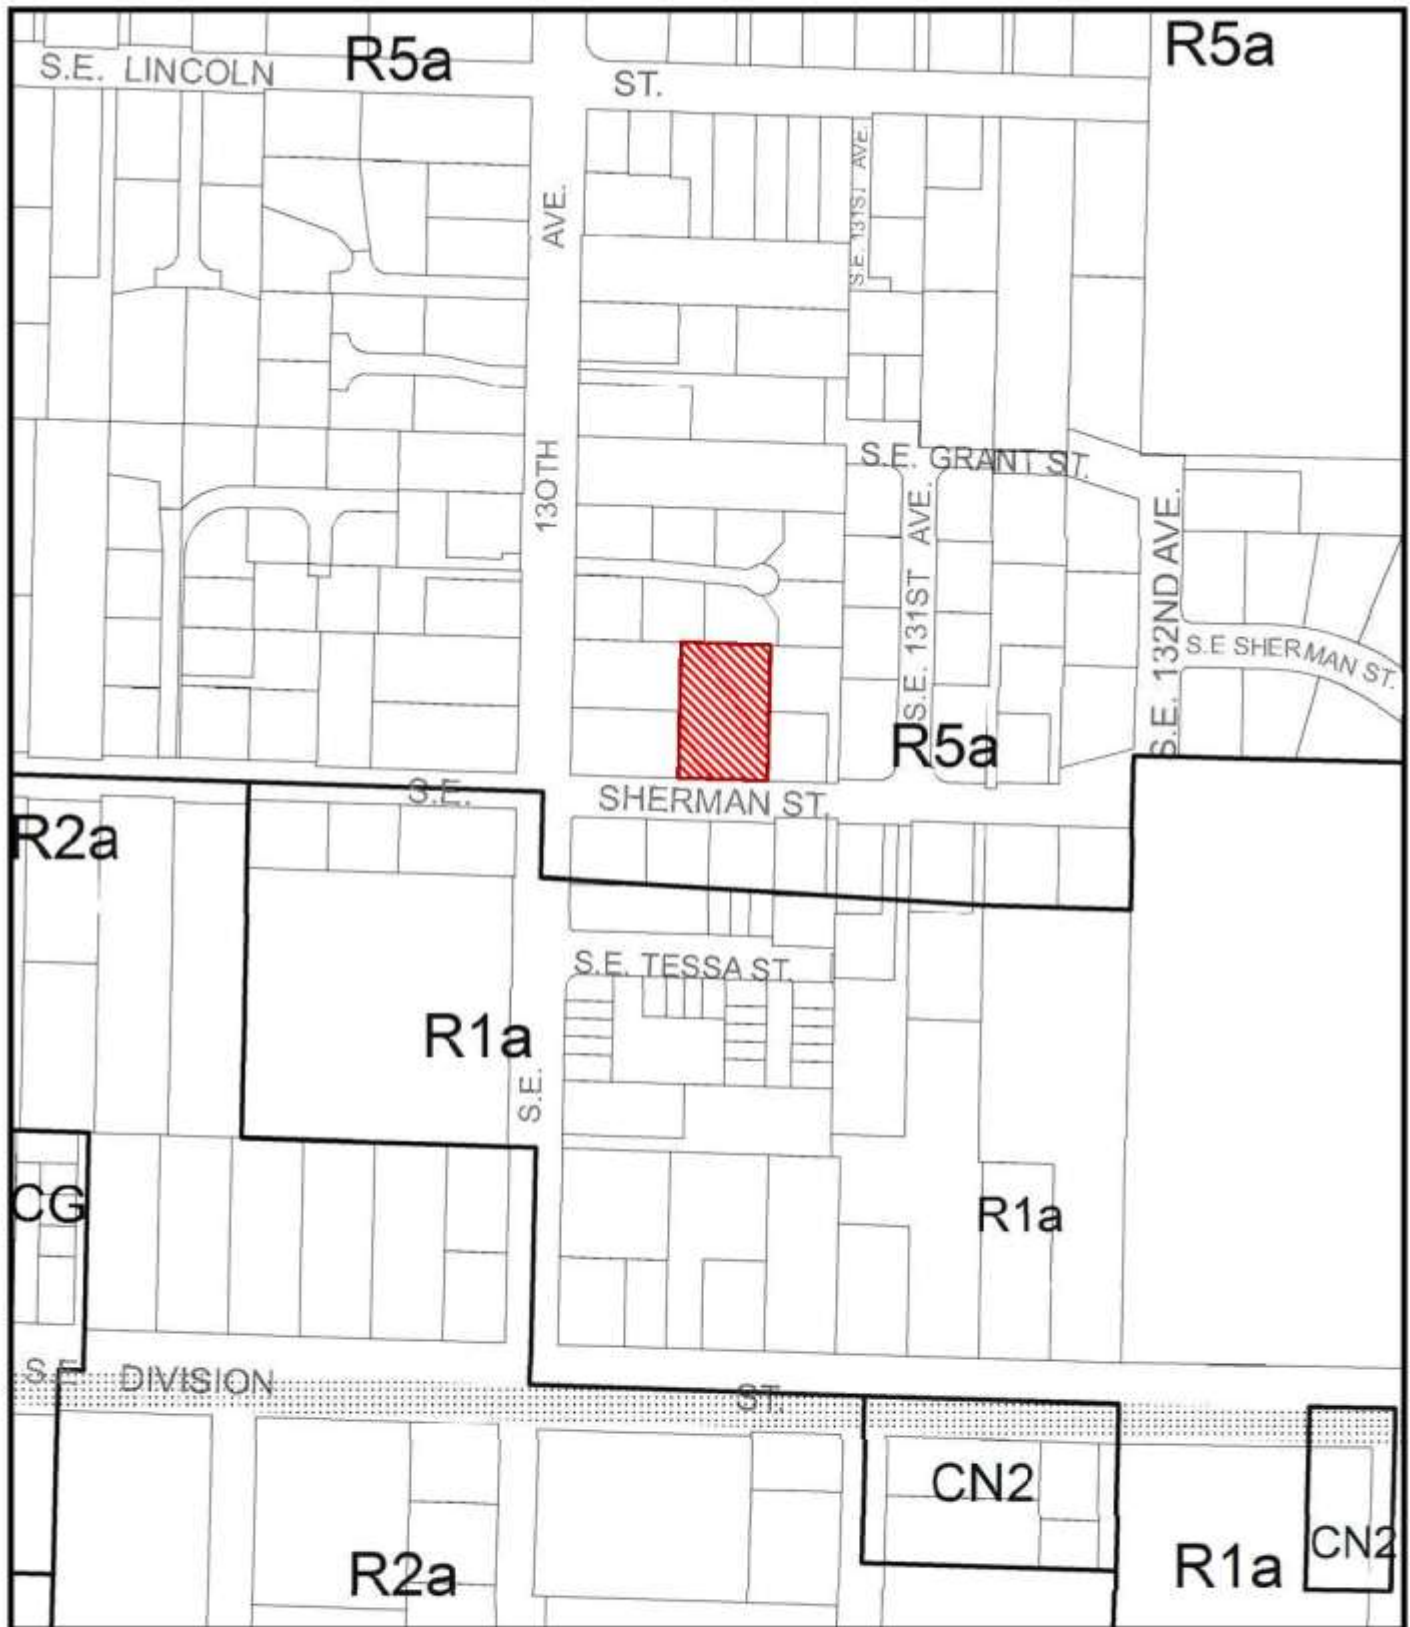 R5a
R5a
S.E. LINCOLN
ST.
S.E. 131ST AVE.
AVE.
130TH
S.E. GRANT ST.
S.E. 131ST AVE.
S.E. 132ND AVE.
S.E SHERMAN ST.
R5a
S.E.
SHERMAN ST.
R2a
S.E. TESSA ST.
R1a
S.E.
CG
R1a
S.E
DIVISION
ST.
CN2
CN2
R2a
R1a